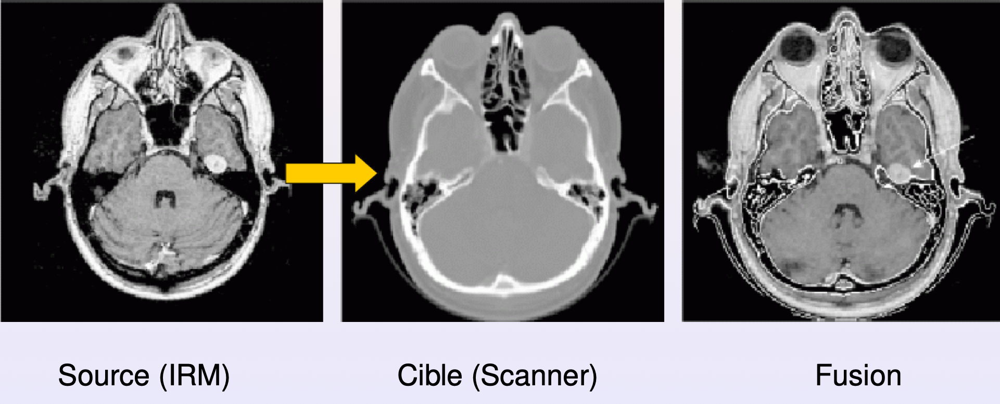 Source (IRM)
Cible (Scanner)
Fusion